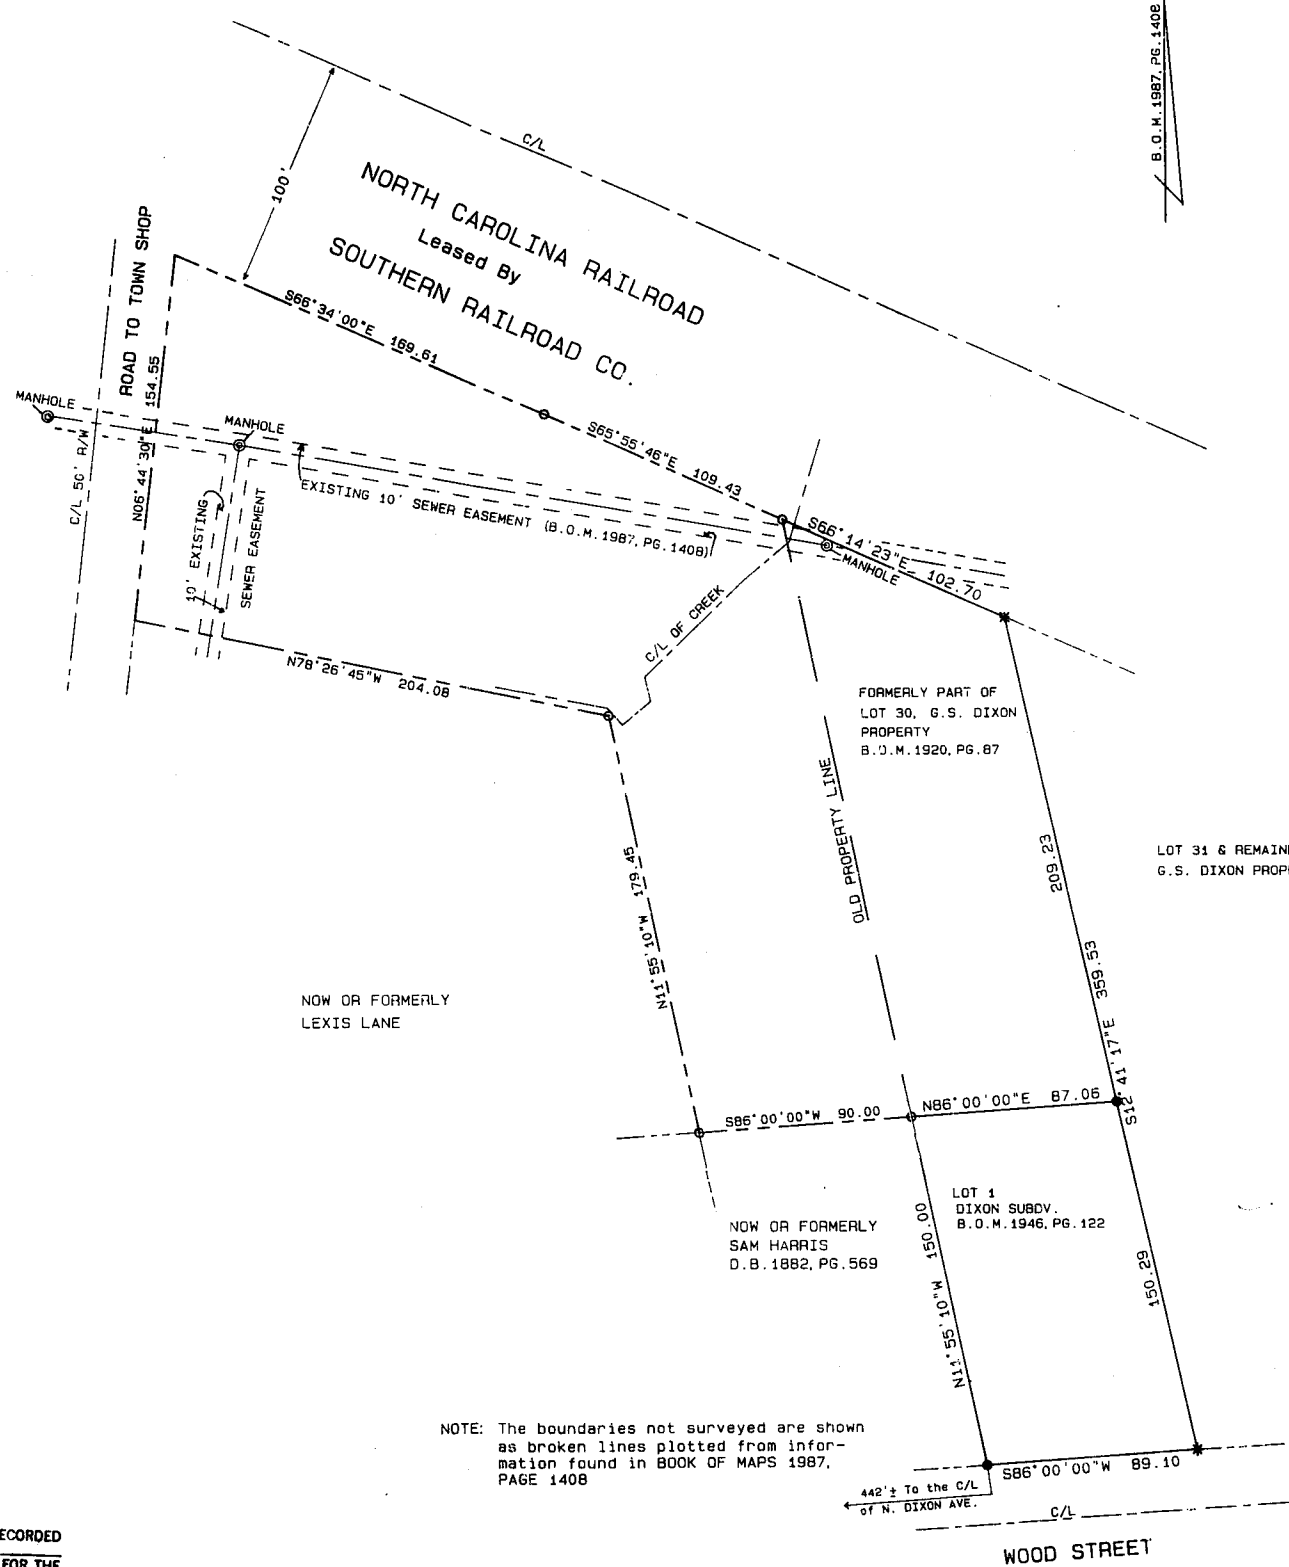 B.O.M.1987, PG.1408
C/L
100'
NORTH CAROLINA RAILROAD
Leased By
SOUTHERN RAILROAD CO.
ROAD TO TOWN SHOP
S66°34'00"E 169.61
MANHOLE
N06°44'30"E 154.55
C/L 50' R/W
MANHOLE
S65°55'46"E 109.43
EXISTING 10' SEWER EASEMENT (B.O.M.1987, PG.1408)
10' EXISTING
SEWER EASEMENT
S66°14'23"E 102.70
MANHOLE
C/L OF CREEK
N78°26'45"W 204.08
FORMERLY PART OF
LOT 30, G.S. DIXON
PROPERTY
B.O.M.1920, PG.87
OLD PROPERTY LINE
209.23
LOT 31 & REMAIN
G.S. DIXON PROP
N11°55'10"W 179.45
S12°41'17"E 359.53
NOW OR FORMERLY
LEXIS LANE
S86°00'00"W 90.00
N86°00'00"E 87.06
LOT 1
DIXON SUBDV.
B.O.M.1946, PG.122
NOW OR FORMERLY
SAM HARRIS
D.B.1882, PG.569
N11°55'10"W 150.00
150.29
NOTE: The boundaries not surveyed are shown
as broken lines plotted from infor-
mation found in BOOK OF MAPS 1987,
PAGE 1408
S86°00'00"W 89.10
442'± To the C/L
of N. DIXON AVE.
C/L
WOOD STREET
ECORDED
FOR THE